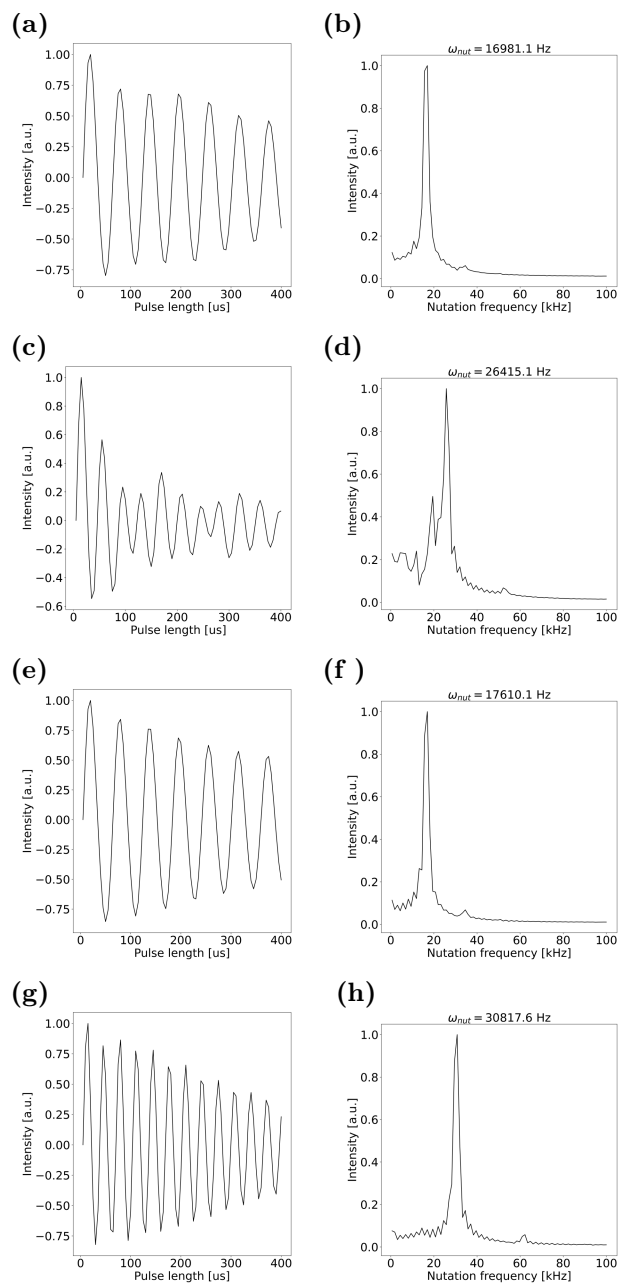 (a)
1.00
0.75
0.50
0.25
0.00
−0.25
−0.50
−0.75
Intensity [a.u.]
0 100 200 300 400
Pulse length [us]
(b)
ωnut = 16981.1 Hz
1.0
0.8
0.6
0.4
0.2
0.0
Intensity [a.u.]
0 20 40 60 80 100
Nutation frequency [kHz]
(c)
1.0
0.8
0.6
0.4
0.2
0.0
−0.2
−0.4
−0.6
Intensity [a.u.]
0 100 200 300 400
Pulse length [us]
(d)
ωnut = 26415.1 Hz
1.0
0.8
0.6
0.4
0.2
0.0
Intensity [a.u.]
0 20 40 60 80 100
Nutation frequency [kHz]
(e)
1.00
0.75
0.50
0.25
0.00
−0.25
−0.50
−0.75
Intensity [a.u.]
0 100 200 300 400
Pulse length [us]
(f )
ωnut = 17610.1 Hz
1.0
0.8
0.6
0.4
0.2
0.0
Intensity [a.u.]
0 20 40 60 80 100
Nutation frequency [kHz]
(g)
1.00
0.75
0.50
0.25
0.00
−0.25
−0.50
−0.75
Intensity [a.u.]
0 100 200 300 400
Pulse length [us]
(h)
ωnut = 30817.6 Hz
1.0
0.8
0.6
0.4
0.2
0.0
Intensity [a.u.]
0 20 40 60 80 100
Nutation frequency [kHz]